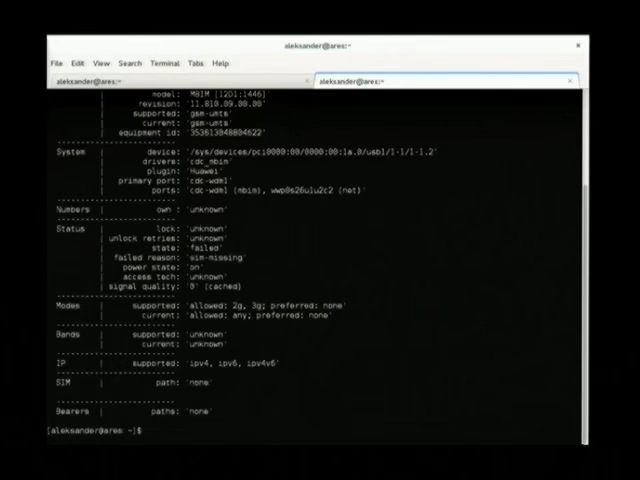 aleksander@ares:~
File Edit View Search Terminal Tabs Help
aleksander@ares:~ × aleksander@ares:~ ×
model: 'MBIM [12D1:1446]'
revision: '11.810.09.00.00'
supported: 'gsm-umts'
current: 'gsm-umts'
equipment id: '353613048804622'
-------------------------
System | device: '/sys/devices/pci0000:00/0000:00:1a.0/usb1/1-1/1-1.2'
| drivers: 'cdc_mbim'
| plugin: 'Huawei'
| primary port: 'cdc-wdm1'
| ports: 'cdc-wdm1 (mbim), wwp0s26u1u2c2 (net)'
-------------------------
Numbers | own : 'unknown'
-------------------------
Status | lock: 'unknown'
| unlock retries: 'unknown'
| state: 'failed'
| failed reason: 'sim-missing'
| power state: 'on'
| access tech: 'unknown'
| signal quality: '0' (cached)
-------------------------
Modes | supported: 'allowed: 2g, 3g; preferred: none'
| current: 'allowed: any; preferred: none'
-------------------------
Bands | supported: 'unknown'
| current: 'unknown'
-------------------------
IP | supported: 'ipv4, ipv6, ipv4v6'
-------------------------
SIM | path: 'none'
-------------------------
Bearers | paths: 'none'
[aleksander@ares ~]$